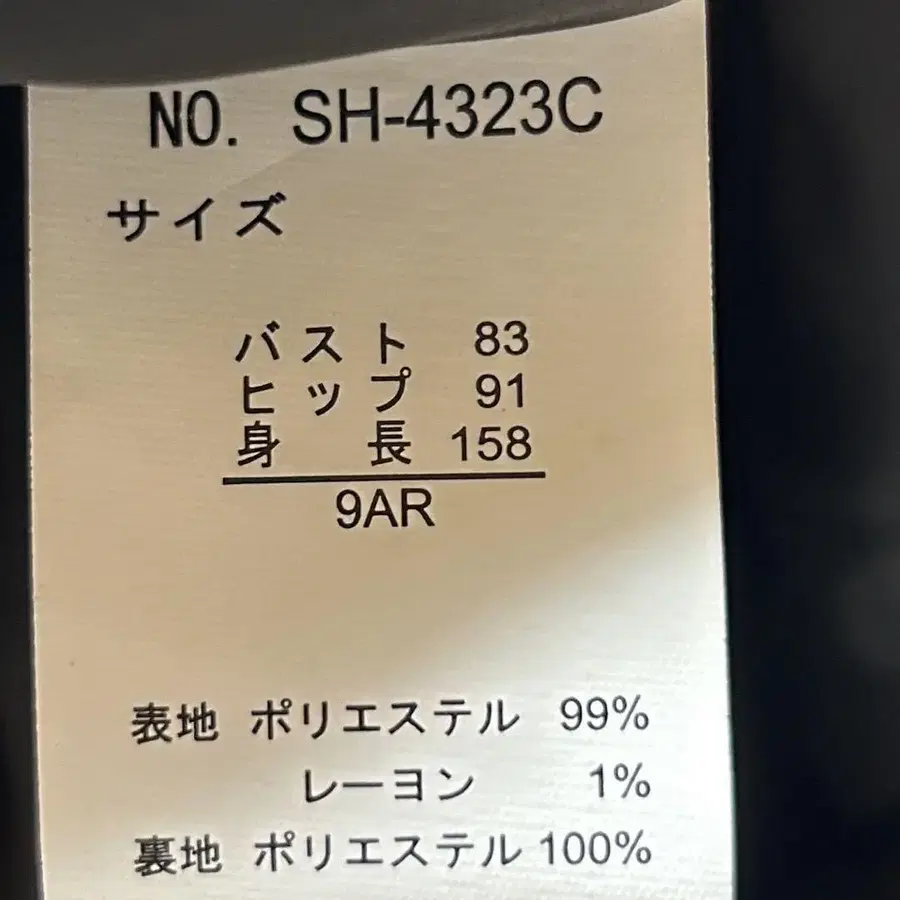 NO. SH-4323C
サイズ
バスト 83
ヒップ 91
身長 158
9AR
表地 ポリエステル 99%
レーヨン 1%
裏地 ポリエステル 100%